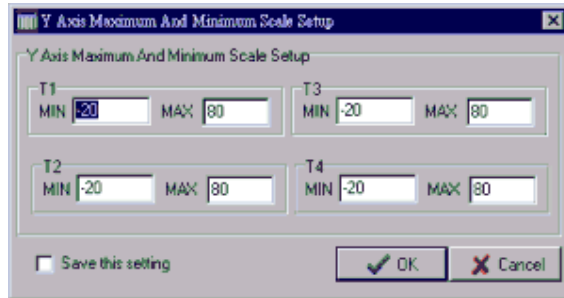 Y Axis Maximum And Minimum Scale Setup
Y Axis Maximum And Minimum Scale Setup
T1
MIN -20 MAX 80
T3
MIN -20 MAX 80
T2
MIN -20 MAX 80
T4
MIN -20 MAX 80
Save this setting
OK
Cancel